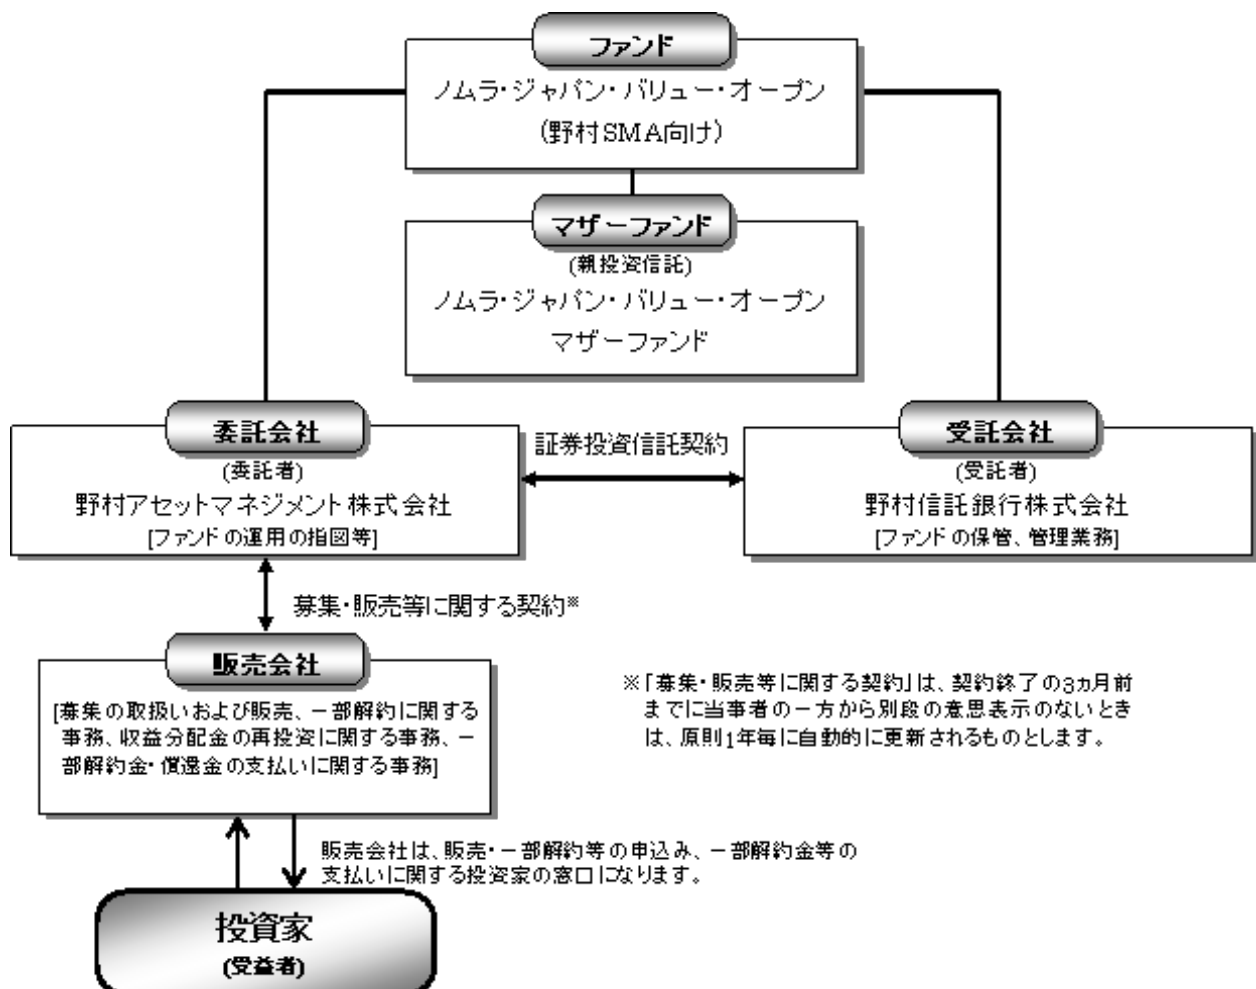 ファンド
ノムラ・ジャパン・バリュー・オープン
(野村SMA向け)
マザーファンド
(親投資信託)
ノムラ・ジャパン・バリュー・オープン
マザーファンド
委託会社
(委託者)
野村アセットマネジメント株式会社
[ファンドの運用の指図等]
証券投資信託契約
受託会社
(受託者)
野村信託銀行株式会社
[ファンドの保管、管理業務]
募集・販売等に関する契約※
販売会社
[募集の取扱いおよび販売、一部解約に関する
事務、収益分配金の再投資に関する事務、一
部解約金・償還金の支払いに関する事務]
※「募集・販売等に関する契約」は、契約終了の3ヵ月前
までに当事者の一方から別段の意思表示のないとき
は、原則1年毎に自動的に更新されるものとします。
販売会社は、販売・一部解約等の申込み、一部解約金等の
支払いに関する投資家の窓口になります。
投資家
(受益者)